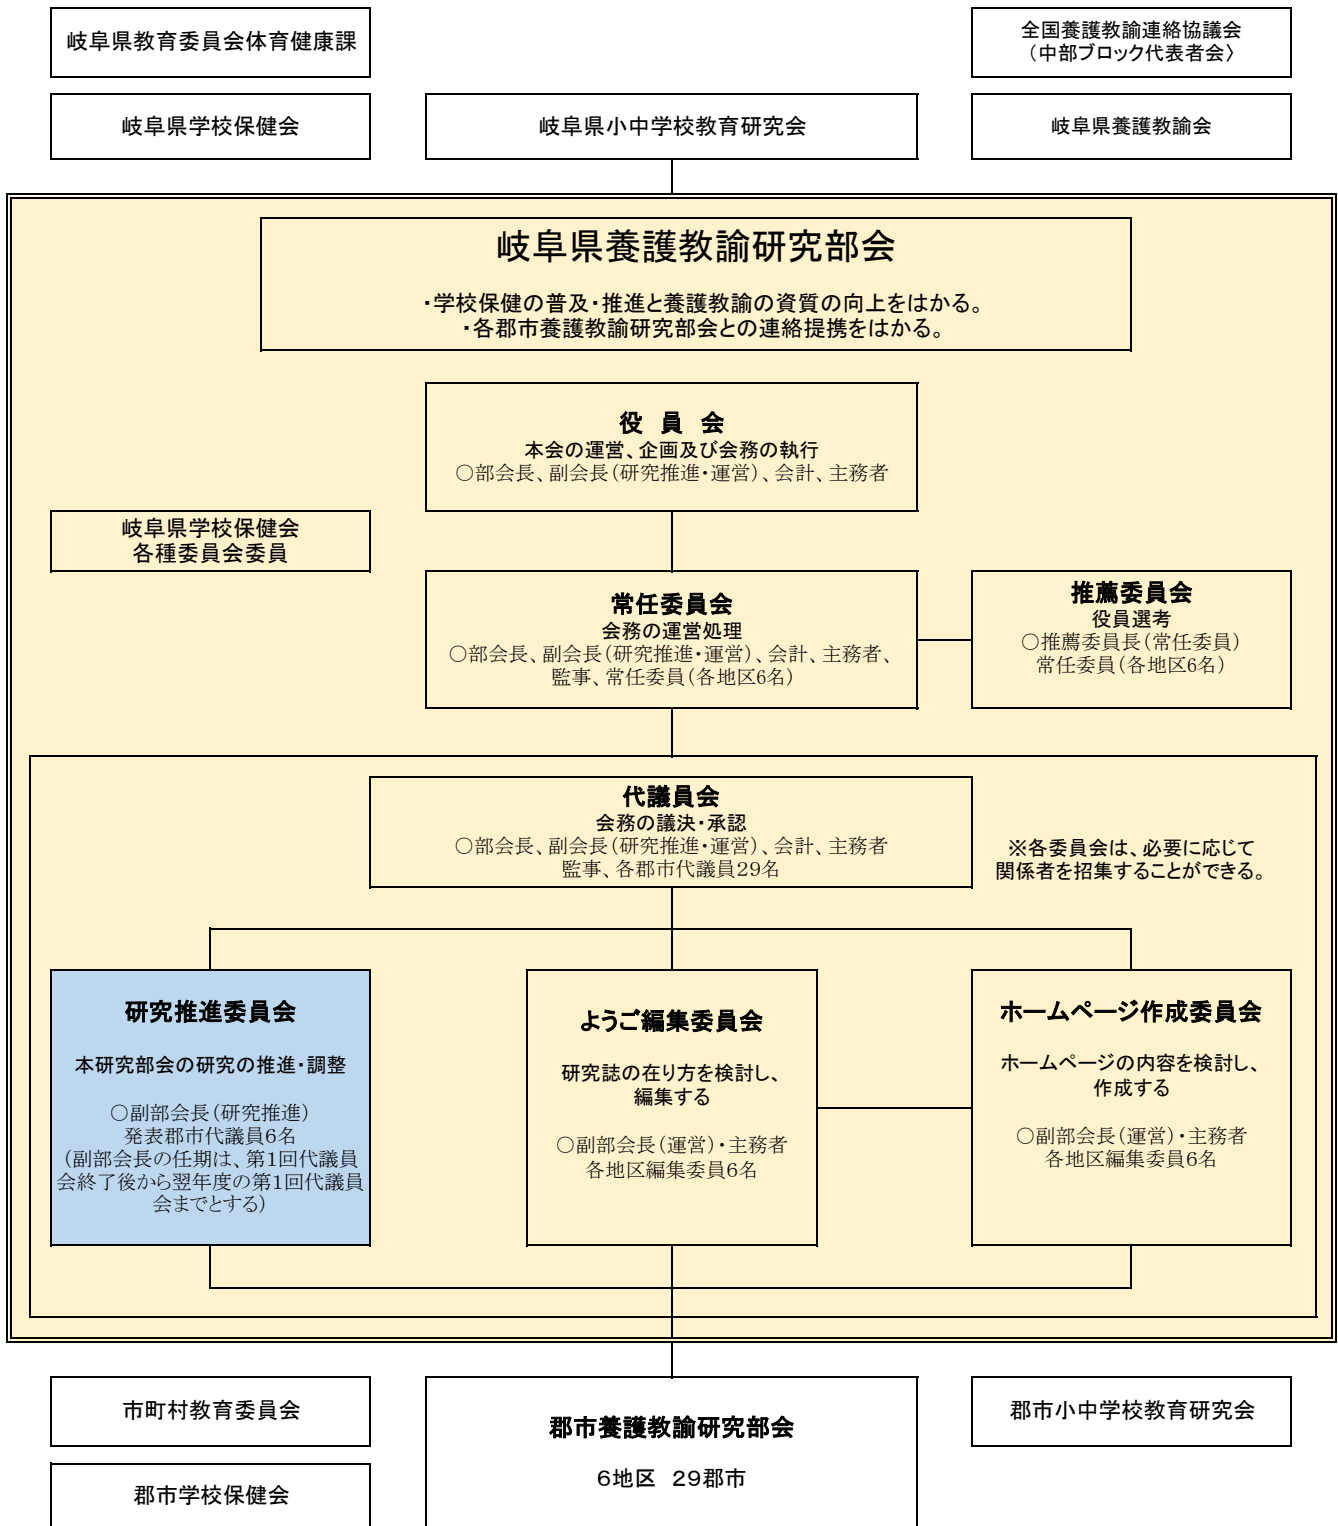 岐阜県教育委員会体育健康課
全国養護教諭連絡協議会
（中部ブロック代表者会〉
岐阜県学校保健会
岐阜県小中学校教育研究会
岐阜県養護教諭会
岐阜県養護教諭研究部会
・学校保健の普及・推進と養護教諭の資質の向上をはかる。
・各郡市養護教諭研究部会との連絡提携をはかる。
役 員 会
本会の運営、企画及び会務の執行
○部会長、副会長（研究推進・運営）、会計、主務者
岐阜県学校保健会
各種委員会委員
常任委員会
会務の運営処理
○部会長、副会長（研究推進・運営）、会計、主務者、
監事、常任委員（各地区6名）
推薦委員会
役員選考
○推薦委員長（常任委員）
常任委員（各地区6名）
代議員会
会務の議決・承認
○部会長、副会長（研究推進・運営）、会計、主務者
監事、各郡市代議員29名
※各委員会は、必要に応じて
関係者を招集することができる。
研究推進委員会
本研究部会の研究の推進・調整
○副部会長（研究推進）
発表郡市代議員6名
（副部会長の任期は、第1回代議員
会終了後から翌年度の第1回代議員
会までとする）
ようご編集委員会
研究誌の在り方を検討し、
編集する
○副部会長（運営）・主務者
各地区編集委員6名
ホームページ作成委員会
ホームページの内容を検討し、
作成する
○副部会長（運営）・主務者
各地区編集委員6名
市町村教育委員会
郡市養護教諭研究部会
6地区 29郡市
郡市小中学校教育研究会
郡市学校保健会